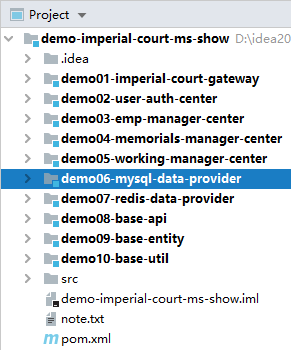 Project
demo-imperial-court-ms-show D:\idea20
.idea
demo01-imperial-court-gateway
demo02-user-auth-center
demo03-emp-manager-center
demo04-memorials-manager-center
demo05-working-manager-center
demo06-mysql-data-provider
demo07-redis-data-provider
demo08-base-api
demo09-base-entity
demo10-base-util
src
demo-imperial-court-ms-show.iml
note.txt
pom.xml